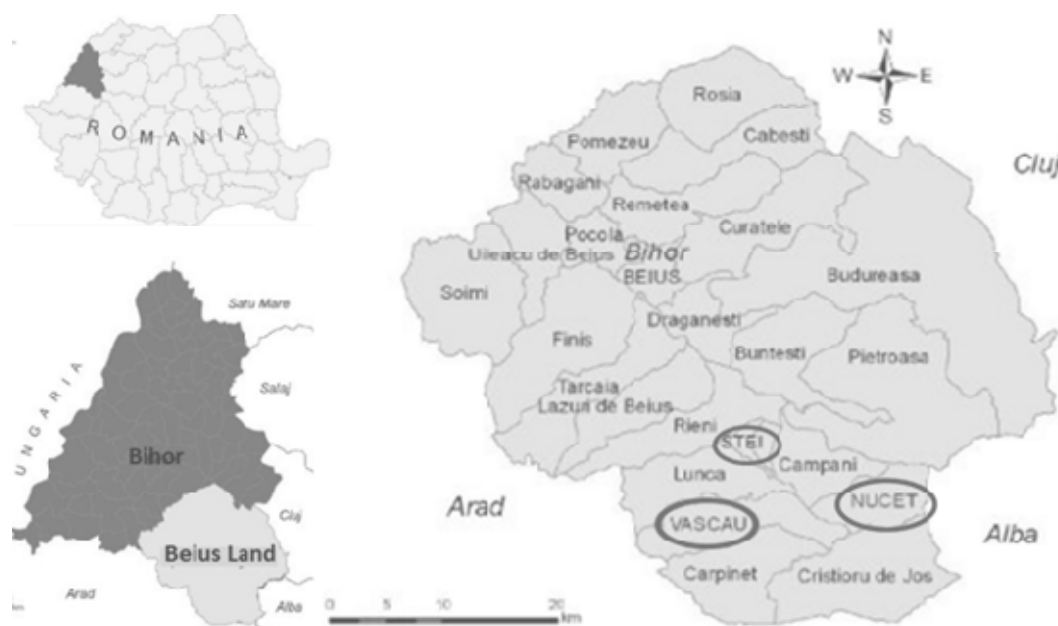 ROMANIA
Satu Mare
UNGARIA
Salaj
Bihor
Cluj
Beius Land
Arad
Alba
km
N
W E
S
Rosia
Cabesti
Pomezeu
Cluj
Rabagani
Remetea
Curatele
Pocola
Uileacu de Beius
Bihor
BEIUS
Budureasa
Soimi
Draganesti
Finis
Buntesti
Pietroasa
Tarcaia
Lazuri de Beius
Rieni
STEI
Lunca
Campani
NUCET
Arad
VASCAU
Alba
Carpinet
Cristioru de Jos
0 5 10 20
km